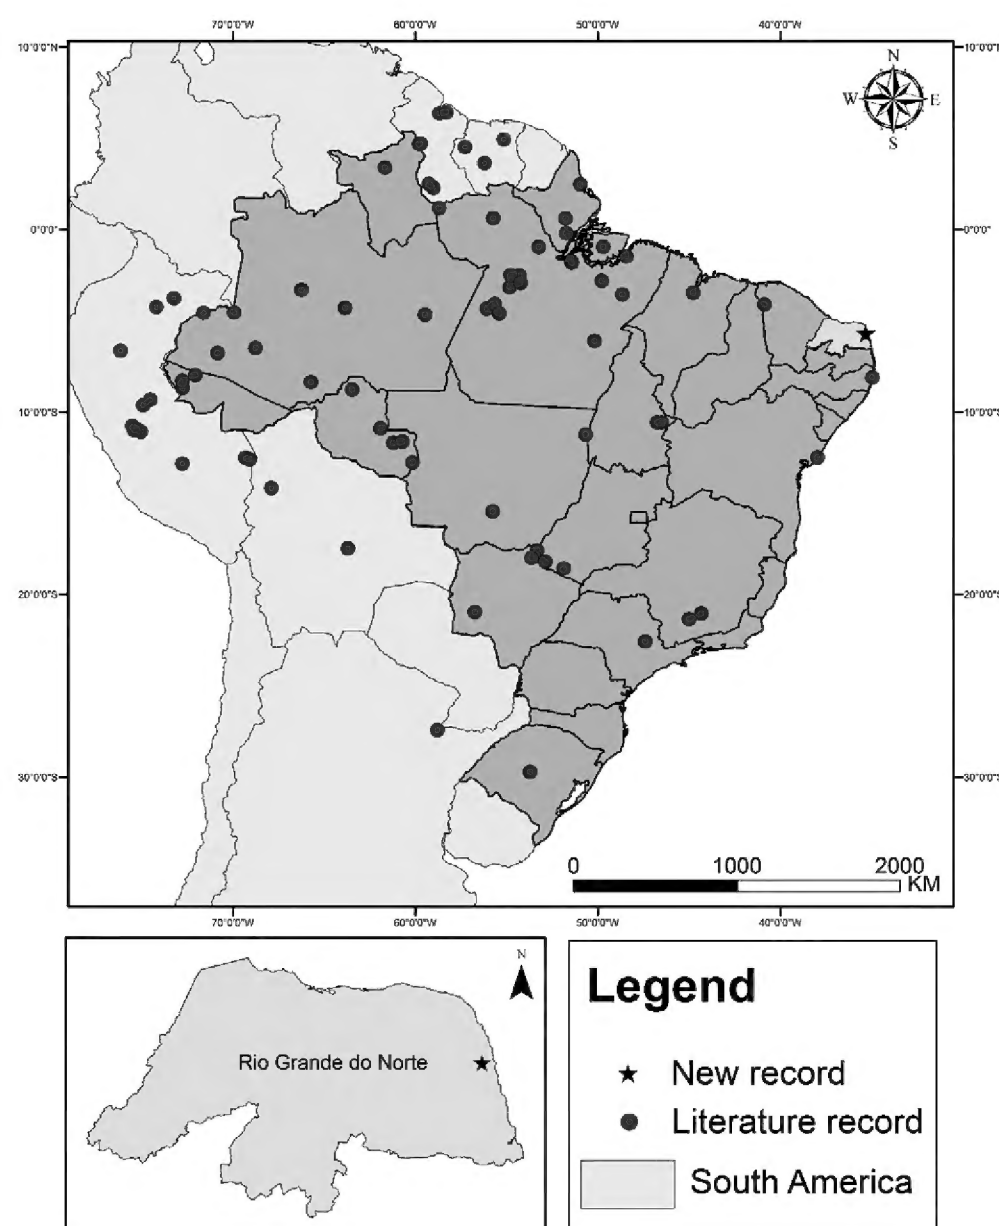 70°0'0"W 60°0'0"W 50°0'0"W 40°0'0"W
10°0'0"N 10°0'0"N
N
W E
S
0°0'0" 0°0'0"
10°0'0"S 10°0'0"S
20°0'0"S 20°0'0"S
30°0'0"S 30°0'0"S
0 1000 2000
KM
70°0'0"W 60°0'0"W 50°0'0"W 40°0'0"W
N
Rio Grande do Norte
Legend
New record
Literature record
South America